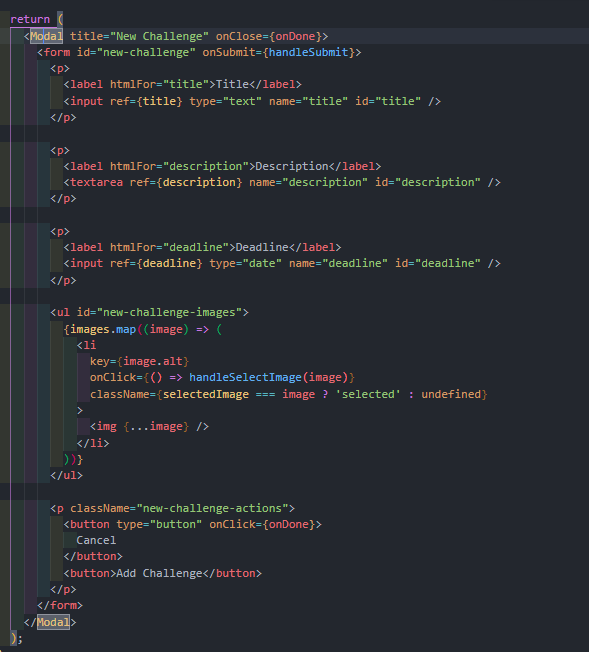 return (
<Modal title="New Challenge" onClose={onDone}>
<form id="new-challenge" onSubmit={handleSubmit}>
<p>
<label htmlFor="title">Title</label>
<input ref={title} type="text" name="title" id="title" />
</p>
<p>
<label htmlFor="description">Description</label>
<textarea ref={description} name="description" id="description" />
</p>
<p>
<label htmlFor="deadline">Deadline</label>
<input ref={deadline} type="date" name="deadline" id="deadline" />
</p>
<ul id="new-challenge-images">
{images.map((image) => (
<li
key={image.alt}
onClick={() => handleSelectImage(image)}
className={selectedImage === image ? 'selected' : undefined}
>
<img {...image} />
</li>
))}
</ul>
<p className="new-challenge-actions">
<button type="button" onClick={onDone}>
Cancel
</button>
<button>Add Challenge</button>
</p>
</form>
</Modal>
);